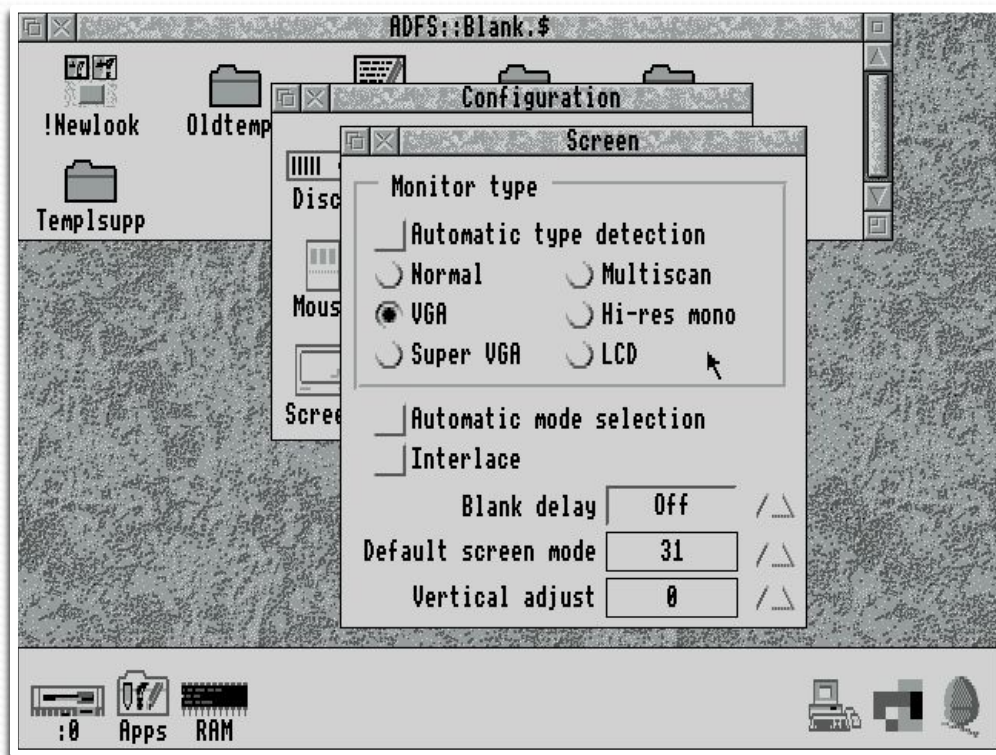 ADFS::Blank.$
!Newlook
Oldtemp
Templsupp
Configuration
Disc
Mous
Scree
Screen
Monitor type
Automatic type detection
Normal
Multiscan
VGA
Hi-res mono
Super VGA
LCD
Automatic mode selection
Interlace
Blank delay Off
Default screen mode 31
Vertical adjust 0
:0
Apps
RAM